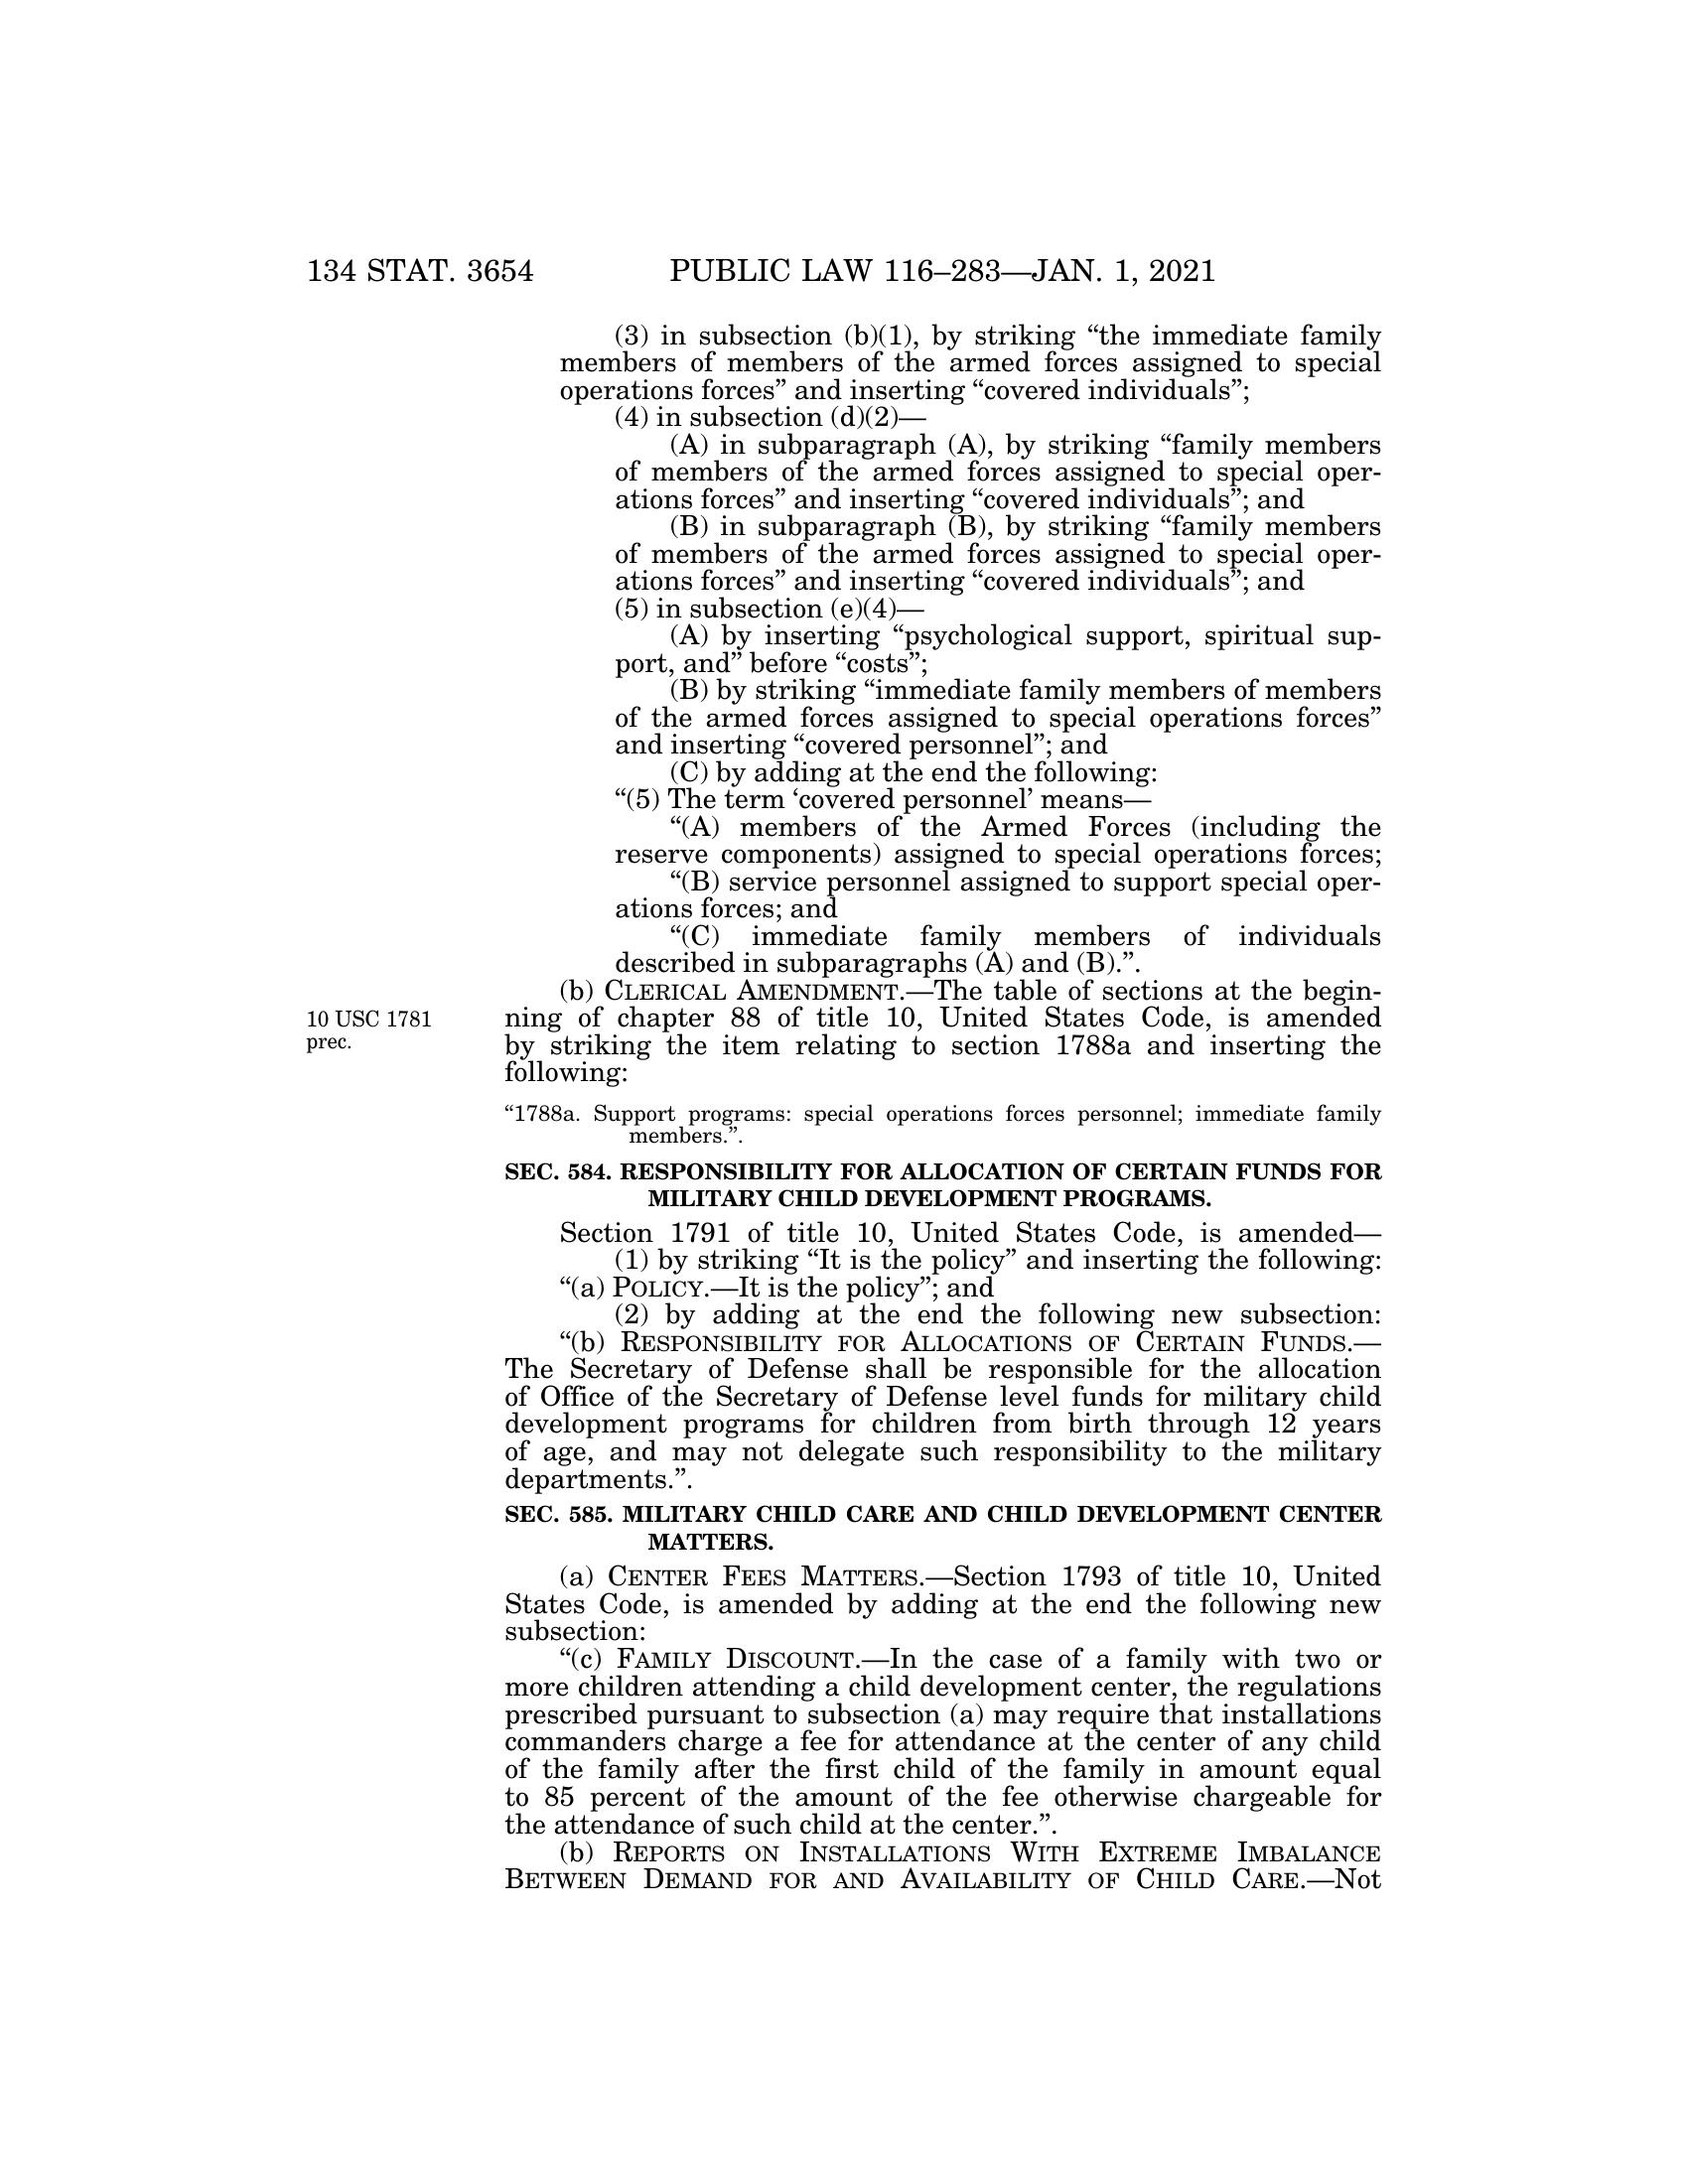 134 STAT. 3654
PUBLIC LAW 116–283—JAN. 1, 2021
(3) in subsection (b)(1), by striking “the immediate family
members of members of the armed forces assigned to special
operations forces” and inserting “covered individuals”;
(4) in subsection (d)(2)—
(A) in subparagraph (A), by striking “family members
of members of the armed forces assigned to special oper-
ations forces” and inserting “covered individuals”; and
(B) in subparagraph (B), by striking “family members
of members of the armed forces assigned to special oper-
ations forces” and inserting “covered individuals”; and
(5) in subsection (e)(4)—
(A) by inserting “psychological support, spiritual sup-
port, and” before “costs”;
(B) by striking “immediate family members of members
of the armed forces assigned to special operations forces”
and inserting “covered personnel”; and
(C) by adding at the end the following:
“(5) The term ‘covered personnel’ means—
“(A) members of the Armed Forces (including the
reserve components) assigned to special operations forces;
“(B) service personnel assigned to support special oper-
ations forces; and
“(C) immediate family members of individuals
described in subparagraphs (A) and (B).”.
(b) CLERICAL AMENDMENT.—The table of sections at the begin-
ning of chapter 88 of title 10, United States Code, is amended
by striking the item relating to section 1788a and inserting the
following:
10 USC 1781
prec.
“1788a. Support programs: special operations forces personnel; immediate family
members.”.
SEC. 584. RESPONSIBILITY FOR ALLOCATION OF CERTAIN FUNDS FOR
MILITARY CHILD DEVELOPMENT PROGRAMS.
Section 1791 of title 10, United States Code, is amended—
(1) by striking “It is the policy” and inserting the following:
“(a) POLICY.—It is the policy”; and
(2) by adding at the end the following new subsection:
“(b) RESPONSIBILITY FOR ALLOCATIONS OF CERTAIN FUNDS.—
The Secretary of Defense shall be responsible for the allocation
of Office of the Secretary of Defense level funds for military child
development programs for children from birth through 12 years
of age, and may not delegate such responsibility to the military
departments.”.
SEC. 585. MILITARY CHILD CARE AND CHILD DEVELOPMENT CENTER
MATTERS.
(a) CENTER FEES MATTERS.—Section 1793 of title 10, United
States Code, is amended by adding at the end the following new
subsection:
“(c) FAMILY DISCOUNT.—In the case of a family with two or
more children attending a child development center, the regulations
prescribed pursuant to subsection (a) may require that installations
commanders charge a fee for attendance at the center of any child
of the family after the first child of the family in amount equal
to 85 percent of the amount of the fee otherwise chargeable for
the attendance of such child at the center.”.
(b) REPORTS ON INSTALLATIONS WITH EXTREME IMBALANCE
BETWEEN DEMAND FOR AND AVAILABILITY OF CHILD CARE.—Not